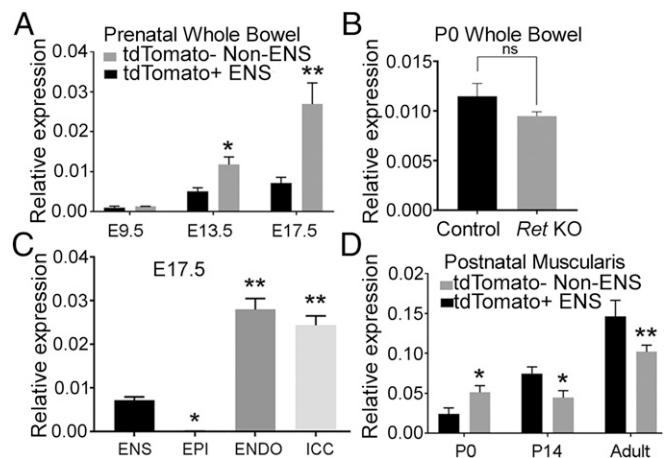 A
Prenatal Whole Bowel
tdTomato- Non-ENS
tdTomato+ ENS
Relative expression
0.04
0.03
0.02
0.01
0.00
*
**
E9.5
E13.5
E17.5
B
P0 Whole Bowel
ns
Relative expression
0.015
0.010
0.005
0.000
Control
Ret KO
C
E17.5
Relative expression
0.04
0.03
0.02
0.01
0.00
*
**
**
ENS
EPI
ENDO
ICC
D
Postnatal Muscularis
tdTomato- Non-ENS
tdTomato+ ENS
Relative expression
0.20
0.15
0.10
0.05
0.00
*
*
**
P0
P14
Adult